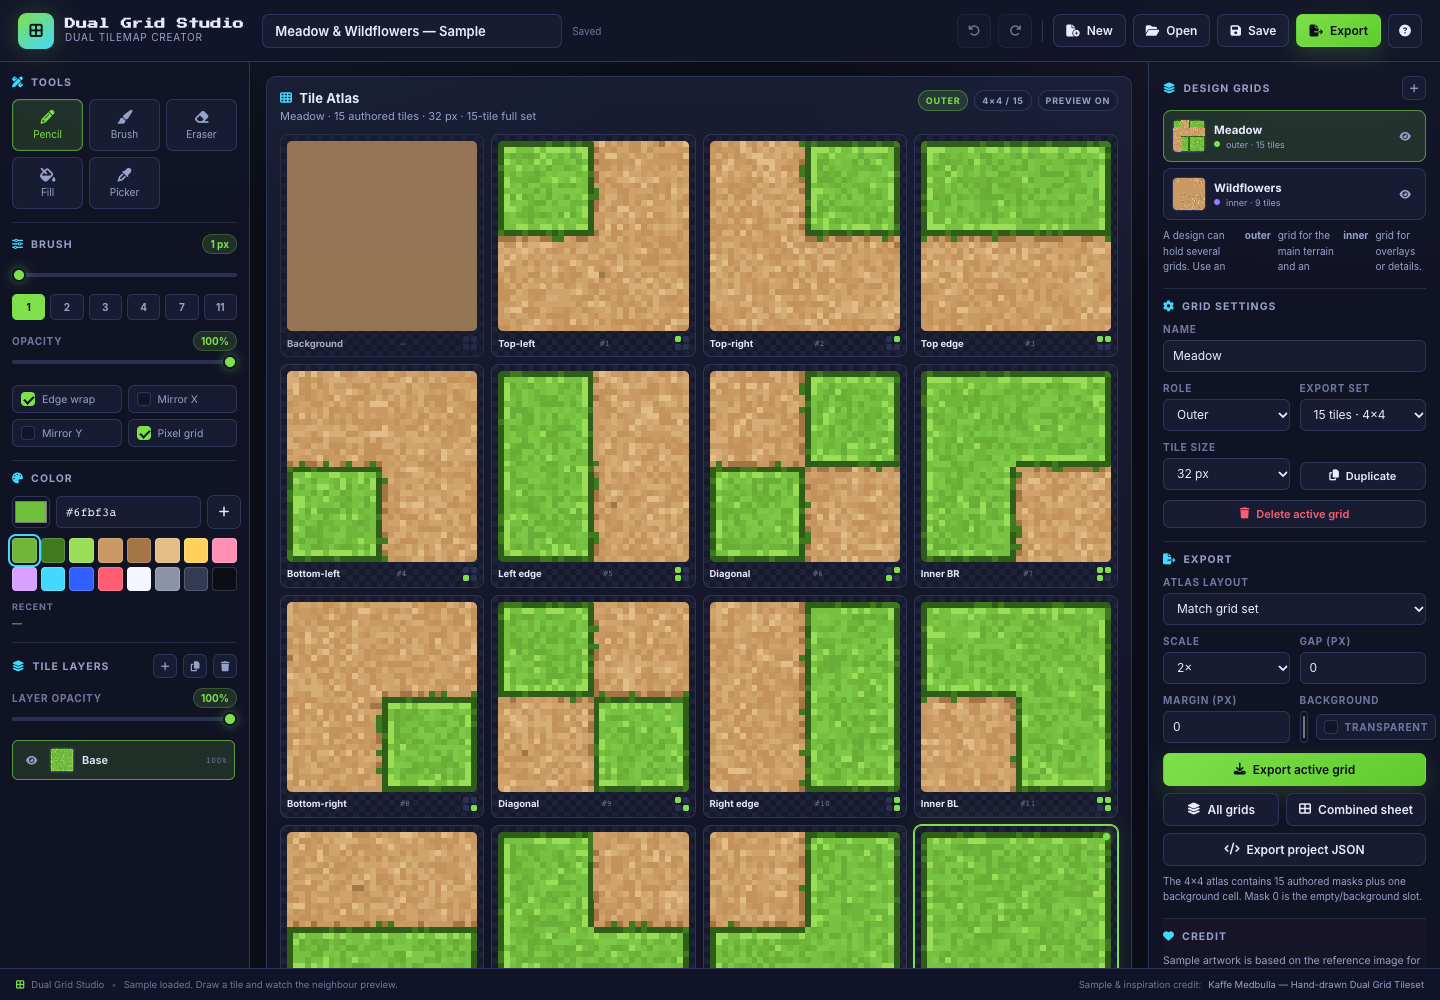 Dual Grid Studio
DUAL TILEMAP CREATOR
Meadow & Wildflowers — Sample
Saved
New
Open
Save
Export
TOOLS
Pencil
Brush
Eraser
Fill
Picker
BRUSH
1 px
1
2
3
4
7
11
OPACITY
100%
Edge wrap
Mirror X
Mirror Y
Pixel grid
COLOR
#6fbf3a
RECENT
—
TILE LAYERS
LAYER OPACITY
100%
Base
100%
Tile Atlas
Meadow · 15 authored tiles · 32 px · 15-tile full set
OUTER
4×4 / 15
PREVIEW ON
Background
—
Top-left
#1
Top-right
#2
Top edge
#3
Bottom-left
#4
Left edge
#5
Diagonal
#6
Inner BR
#7
Bottom-right
#8
Diagonal
#9
Right edge
#10
Inner BL
#11
DESIGN GRIDS
Meadow
outer · 15 tiles
Wildflowers
inner · 9 tiles
A design can hold several grids. Use an
outer
grid for the main terrain and an
inner
grid for overlays or details.
GRID SETTINGS
NAME
Meadow
ROLE
EXPORT SET
Outer
15 tiles · 4×4
TILE SIZE
32 px
Duplicate
Delete active grid
EXPORT
ATLAS LAYOUT
Match grid set
SCALE
GAP (PX)
2×
0
MARGIN (PX)
BACKGROUND
0
TRANSPARENT
Export active grid
All grids
Combined sheet
Export project JSON
The 4×4 atlas contains 15 authored masks plus one
background cell. Mask 0 is the empty/background slot.
CREDIT
Sample artwork is based on the reference image for
Dual Grid Studio • Sample loaded. Draw a tile and watch the neighbour preview.
Sample & inspiration credit: Kaffe Medbulla — Hand-drawn Dual Grid Tileset